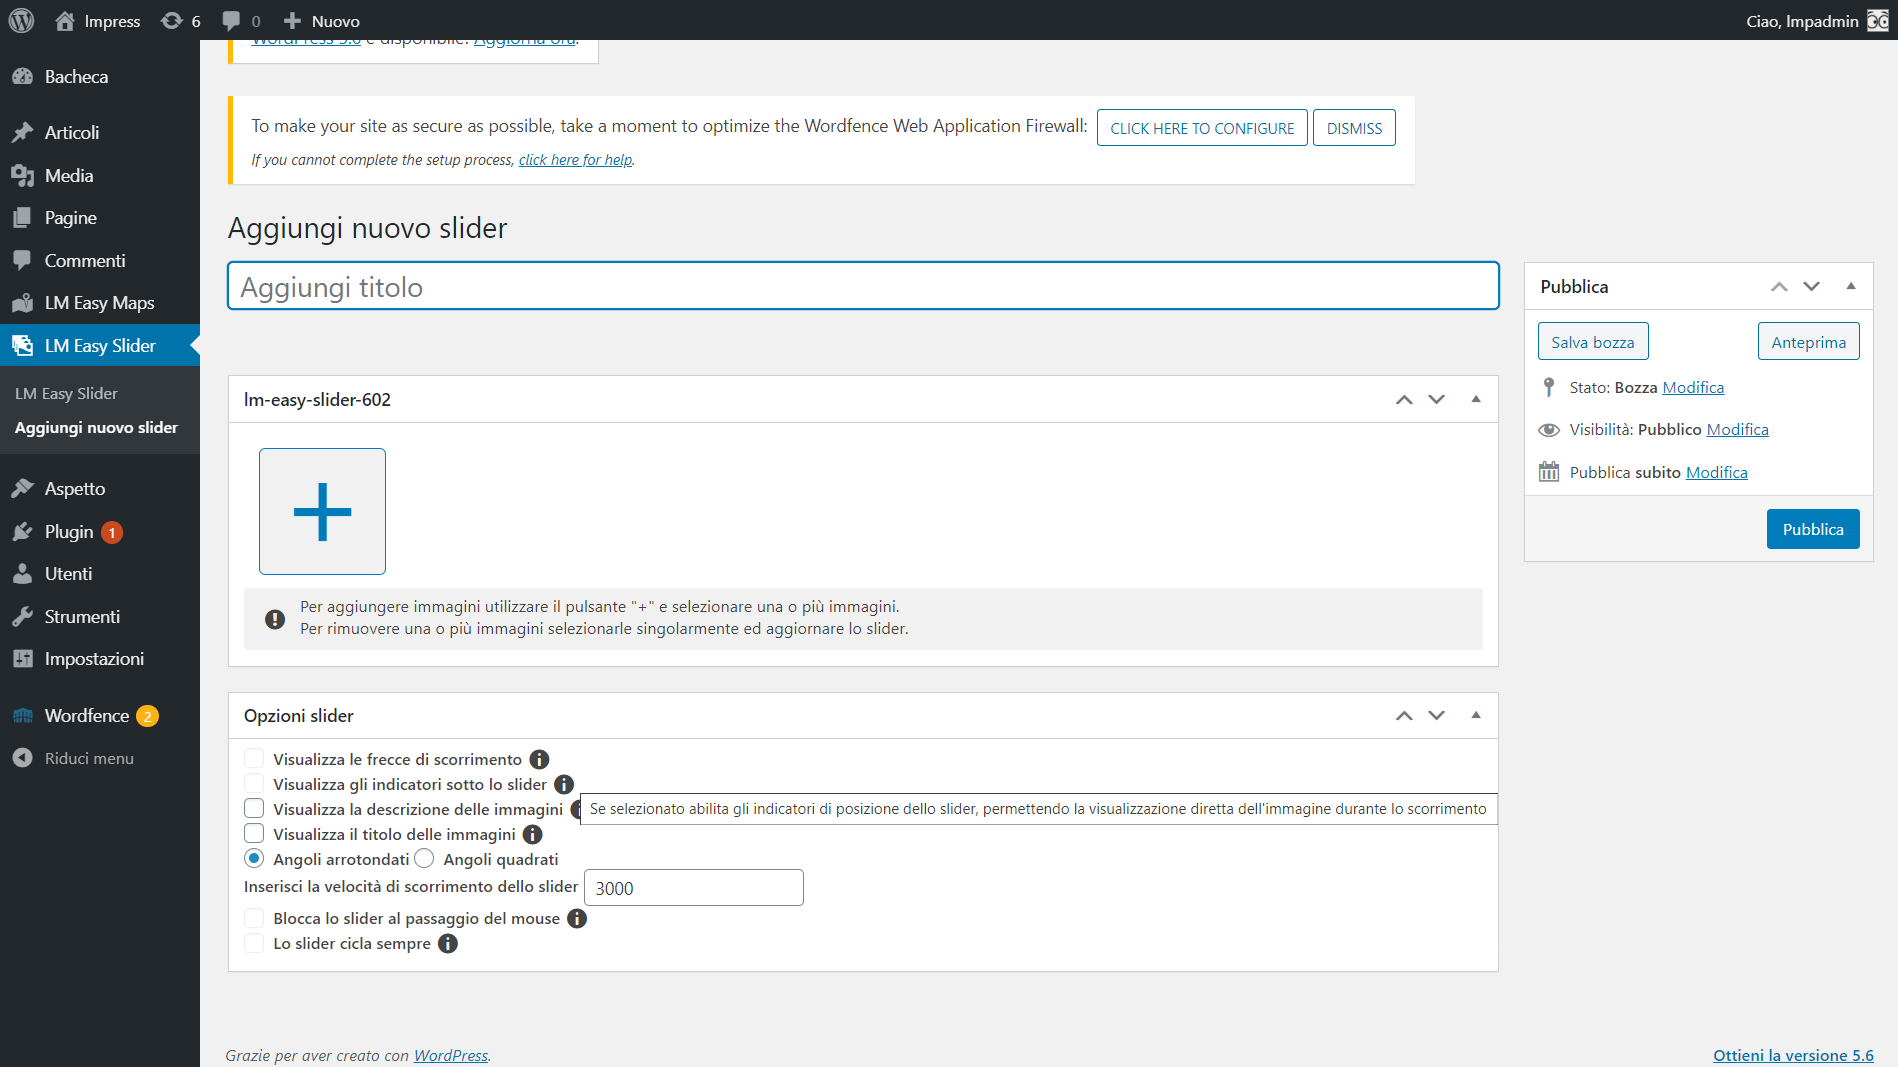 Impress 6 0 Nuovo Ciao, Impadmin
WordPress 5.6 è disponibile! Aggiorna ora.
Bacheca
Articoli
Media
Pagine
Commenti
LM Easy Maps
LM Easy Slider
LM Easy Slider
Aggiungi nuovo slider
Aspetto
Plugin 1
Utenti
Strumenti
Impostazioni
Wordfence 2
Riduci menu
To make your site as secure as possible, take a moment to optimize the Wordfence Web Application Firewall: CLICK HERE TO CONFIGURE DISMISS
If you cannot complete the setup process, click here for help.
Aggiungi nuovo slider
Aggiungi titolo
lm-easy-slider-602
Per aggiungere immagini utilizzare il pulsante "+" e selezionare una o più immagini.
Per rimuovere una o più immagini selezionarle singolarmente ed aggiornare lo slider.
Opzioni slider
Visualizza le frecce di scorrimento
Visualizza gli indicatori sotto lo slider
Visualizza la descrizione delle immagini
Se selezionato abilita gli indicatori di posizione dello slider, permettendo la visualizzazione diretta dell'immagine durante lo scorrimento
Visualizza il titolo delle immagini
Angoli arrotondati Angoli quadrati
Inserisci la velocità di scorrimento dello slider 3000
Blocca lo slider al passaggio del mouse
Lo slider cicla sempre
Pubblica
Salva bozza Anteprima
Stato: Bozza Modifica
Visibilità: Pubblico Modifica
Pubblica subito Modifica
Pubblica
Grazie per aver creato con WordPress.
Ottieni la versione 5.6